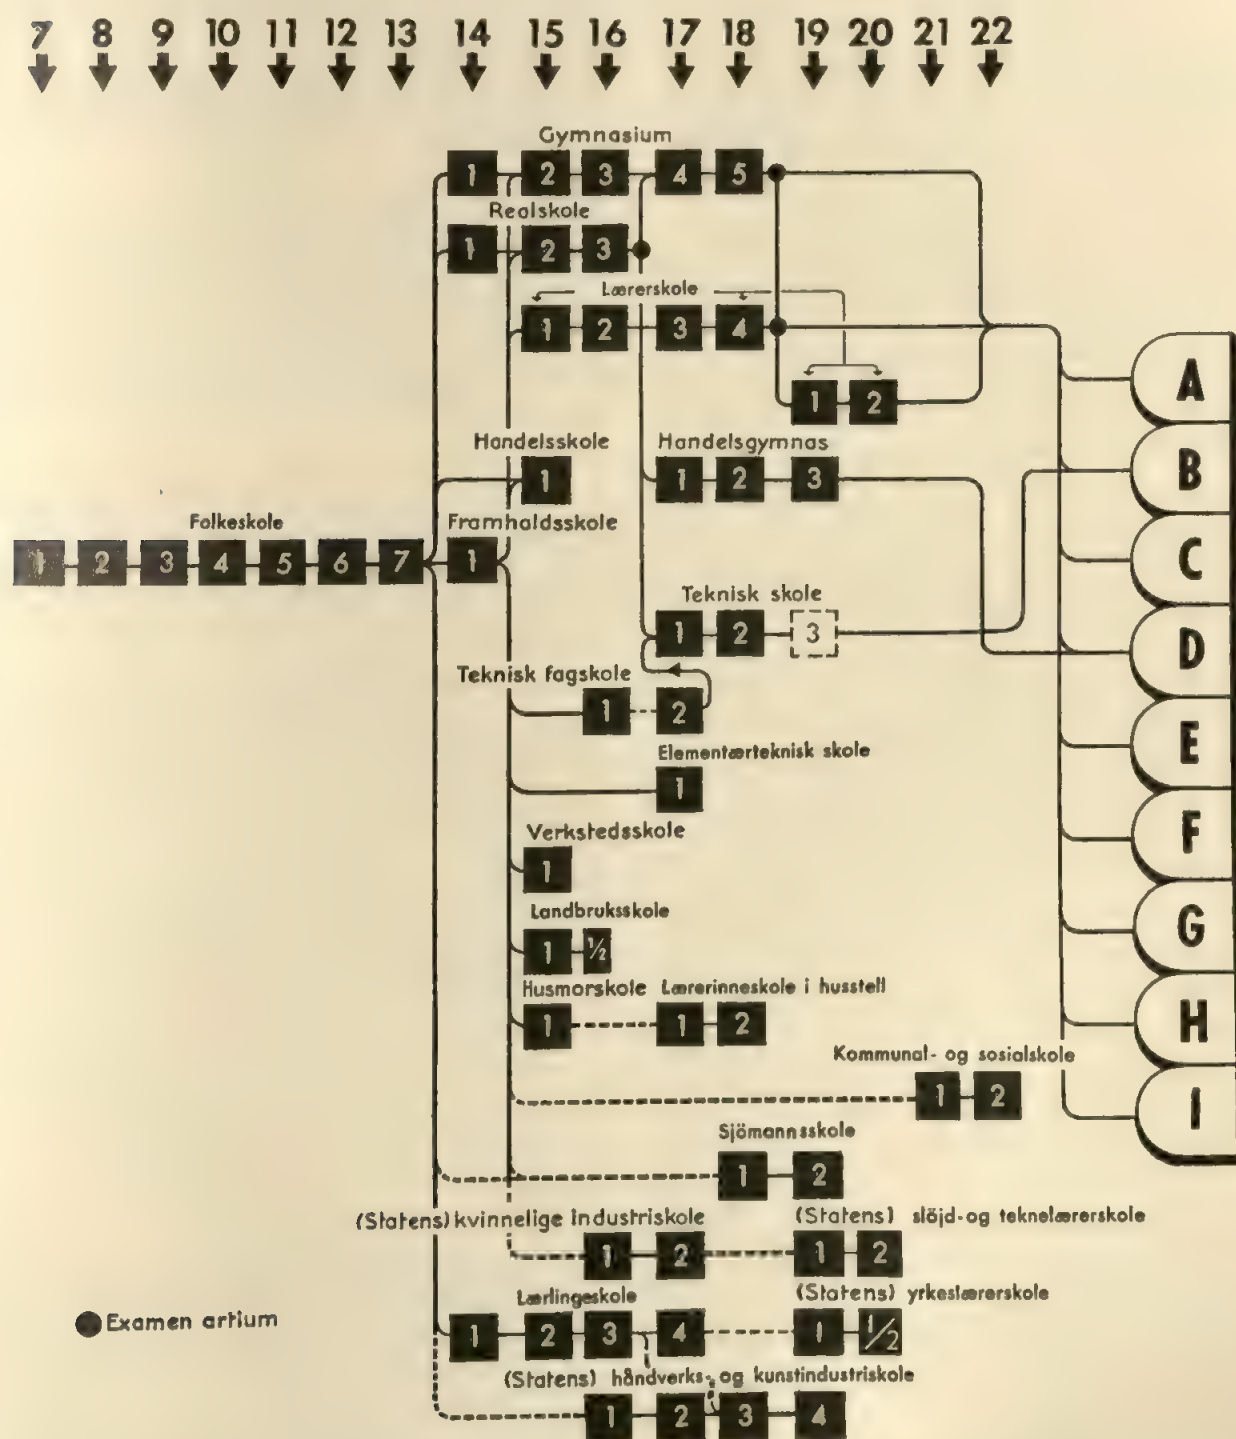 7 8 9 10 11 12 13 14 15 16 17 18 19 20 21 22
Gymnasium
1 2 3 4 5
Realskole
1 2 3
Lærerskole
1 2 3 4
1 2
A
Handelsskole Handelsgymnas
1 1 2 3
B
Folkeskole Framhaldsskole
1 2 3 4 5 6 7 1
C
Teknisk skole
1 2 3
D
Teknisk fagskole
1 2
Elementærteknisk skole
1
E
Verkstedsskole
1
F
Landbruksskole
1 ½
G
Husmorskole Lærerinneskole i husstell
1 1 2
H
Kommunal- og sosialskole
1 2
I
Sjömannsskole
1 2
(Statens) kvinnelige industriskole (Statens) slöjd- og teknelærerskole
1 2 1 2
Lærlingeskole (Statens) yrkeslærerskole
1 2 3 4 1 1/2
Examen artium
(Statens) håndverks- og kunstindustriskole
1 2 3 4